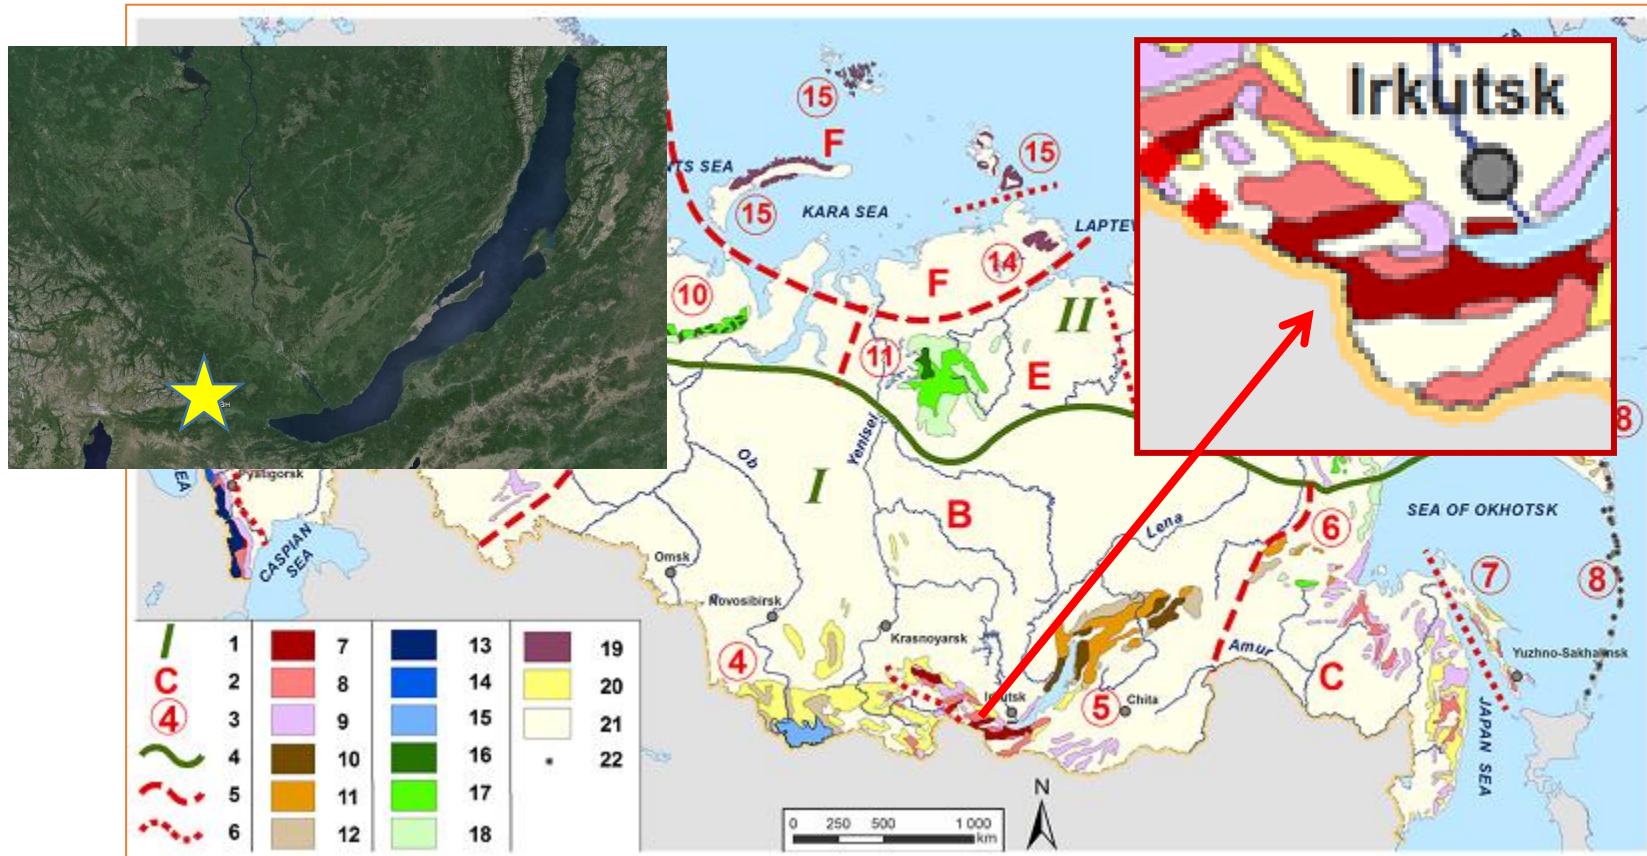 Irkutsk
15
F
NTS SEA
15
15
KARA SEA
LAPTEV
14
F
10
II
11
E
8
Yenisei
Ob
I
Pyatigorsk
EA
B
Lena
SEA OF OKHOTSK
6
CASPIAN
SEA
Omsk
Novosibirsk
7
8
Krasnoyarsk
4
Amur
C
Yuzhno-Sakhalinsk
Irkutsk
5
Chita
JAPAN SEA
1 7 13 19
C 2 8 14 20
4 3 9 15 21
4 10 16 22
5 11 17
6 12 18
N
0 250 500 1 000
km